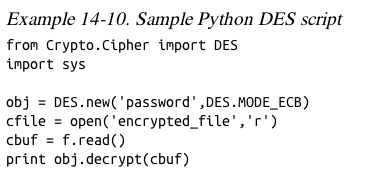 Example 14-10. Sample Python DES script
from Crypto.Cipher import DES
import sys

obj = DES.new('password',DES.MODE_ECB)
cfile = open('encrypted_file','r')
cbuf = f.read()
print obj.decrypt(cbuf)